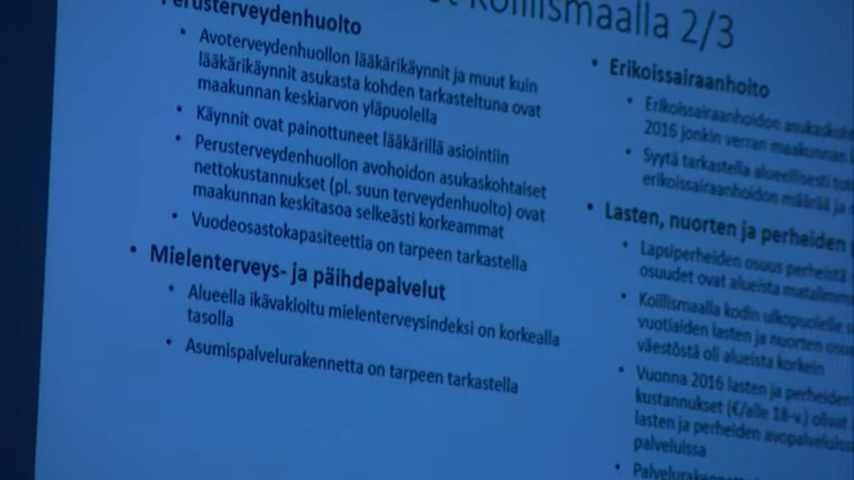 Koillismaalla 2/3
Perusterveydenhuolto
Avoterveydenhuollon lääkärikäynnit ja muut kuin
lääkärikäynnit asukasta kohden tarkasteltuna ovat
maakunnan keskiarvon yläpuolella
Käynnit ovat painottuneet lääkärillä asiointiin
Perusterveydenhuollon avohoidon asukaskohtaiset
nettokustannukset (pl. suun terveydenhuolto) ovat
maakunnan keskitasoa selkeästi korkeammat
Vuodeosastokapasiteettia on tarpeen tarkastella
Mielenterveys- ja päihdepalvelut
Alueella ikävakioitu mielenterveysindeksi on korkealla
tasolla
Asumispalvelurakennetta on tarpeen tarkastella
Erikoissairaanhoito
Erikoissairaanhoidon
2016 jonkin verran maakunnan
Syytä tarkastella alueellisesti
erikoissairaanhoidon määrää ja
Lasten, nuorten ja perheiden
Lapsiperheiden osuus perheistä
osuudet ovat alueista
Koillismaalla kodin ulkopuolelle
vuotiaiden lasten ja nuorten
väestöstä oli alueista korkein
Vuonna 2016 lasten ja perheiden
kustannukset (€/alle 18-v.) olivat
lasten ja perheiden
palveluissa